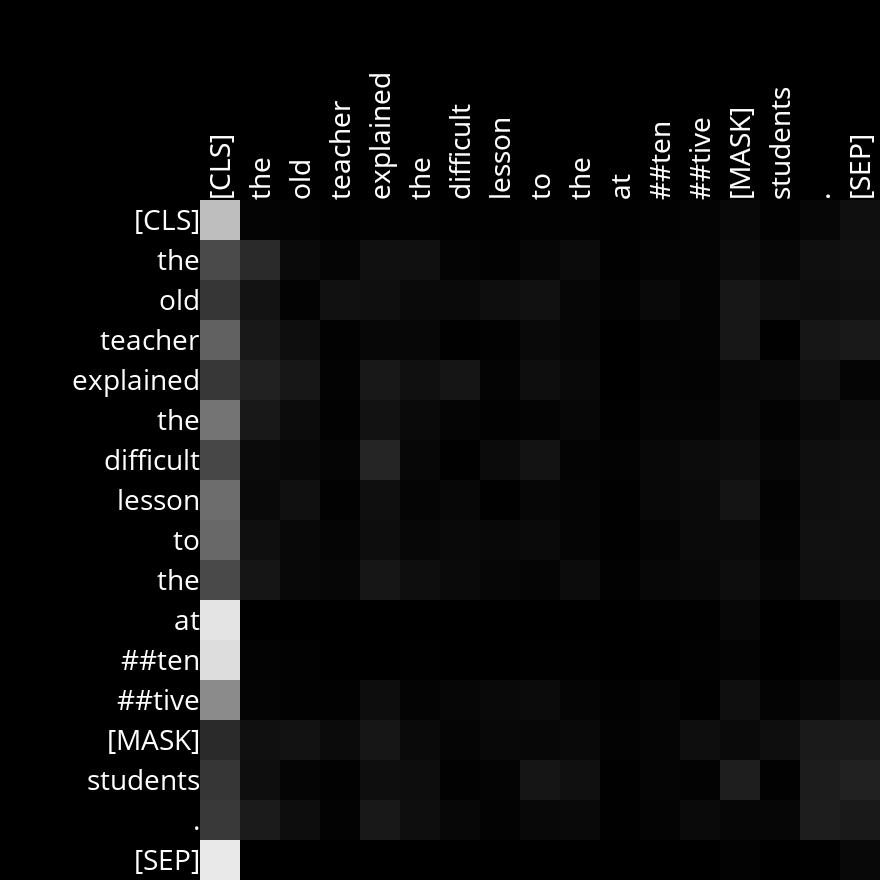 [CLS] the old teacher explained the difficult lesson to the at ##ten ##tive [MASK] students . [SEP]
[CLS]
the
old
teacher
explained
the
difficult
lesson
to
the
at
##ten
##tive
[MASK]
students
.
[SEP]